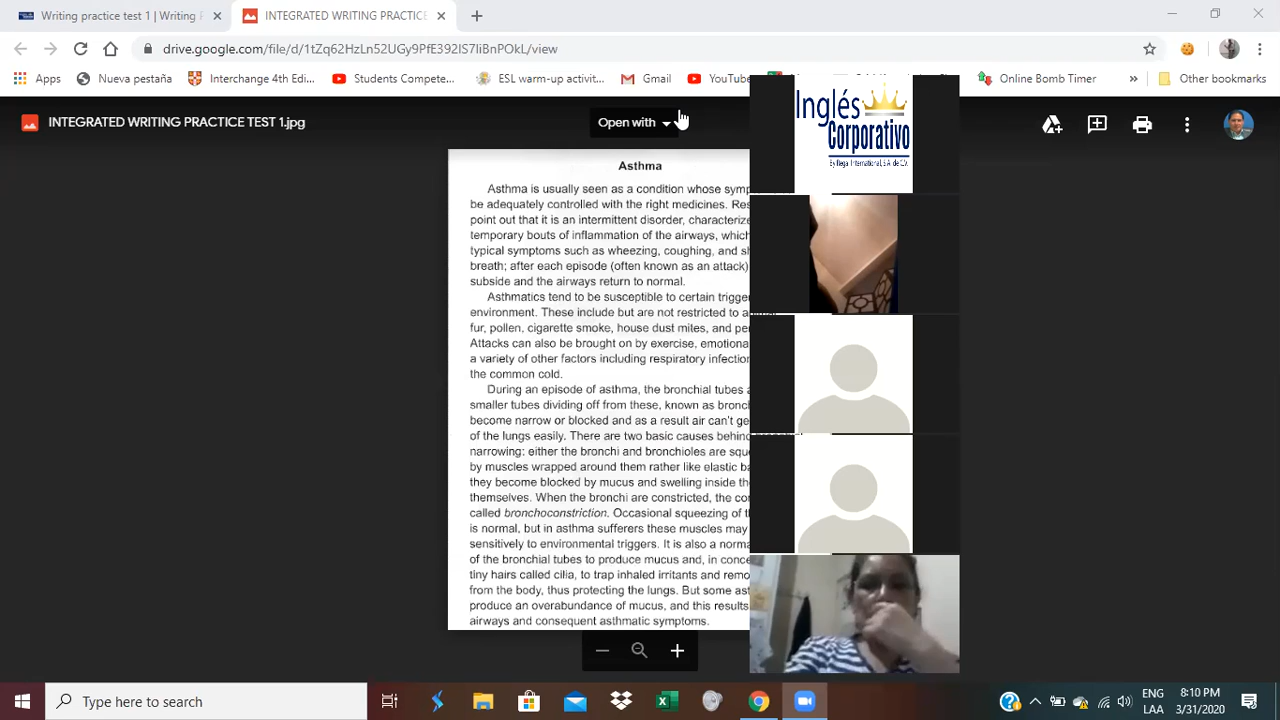 Writing practice test 1 | Writing F
INTEGRATED WRITING PRACTICE
drive.google.com/file/d/1tZq62HzLn52UGy9PfE392IS7IiBnPOkL/view
Apps
Nueva pestaña
Interchange 4th Edi...
Students Compete...
ESL warm-up activit...
Gmail
YouTube
Online Bomb Timer
Other bookmarks
INTEGRATED WRITING PRACTICE TEST 1.jpg
Open with
Inglés
Corporativo
By Regal International, S.A. de C.V.
Asthma
Asthma is usually seen as a condition whose symp
be adequately controlled with the right medicines. Res
point out that it is an intermittent disorder, characterize
temporary bouts of inflammation of the airways, which
typical symptoms such as wheezing, coughing, and sh
breath; after each episode (often known as an attack)
subside and the airways return to normal.
Asthmatics tend to be susceptible to certain trigge
environment. These include but are not restricted to a
fur, pollen, cigarette smoke, house dust mites, and pe
Attacks can also be brought on by exercise, emotiona
a variety of other factors including respiratory infection
the common cold.
During an episode of asthma, the bronchial tubes a
smaller tubes dividing off from these, known as bronc
become narrow or blocked and as a result air can't ge
of the lungs easily. There are two basic causes behin
narrowing: either the bronchi and bronchioles are sque
by muscles wrapped around them rather like elastic ba
they become blocked by mucus and swelling inside th
themselves. When the bronchi are constricted, the cor
called bronchoconstriction. Occasional squeezing of t
is normal, but in asthma sufferers these muscles may
sensitively to environmental triggers. It is also a norma
of the bronchial tubes to produce mucus and, in conce
tiny hairs called cilia, to trap inhaled irritants and remo
from the body, thus protecting the lungs. But some ast
produce an overabundance of mucus, and this results
airways and consequent asthmatic symptoms.
Type here to search
ENG
LAA
8:10 PM
3/31/2020